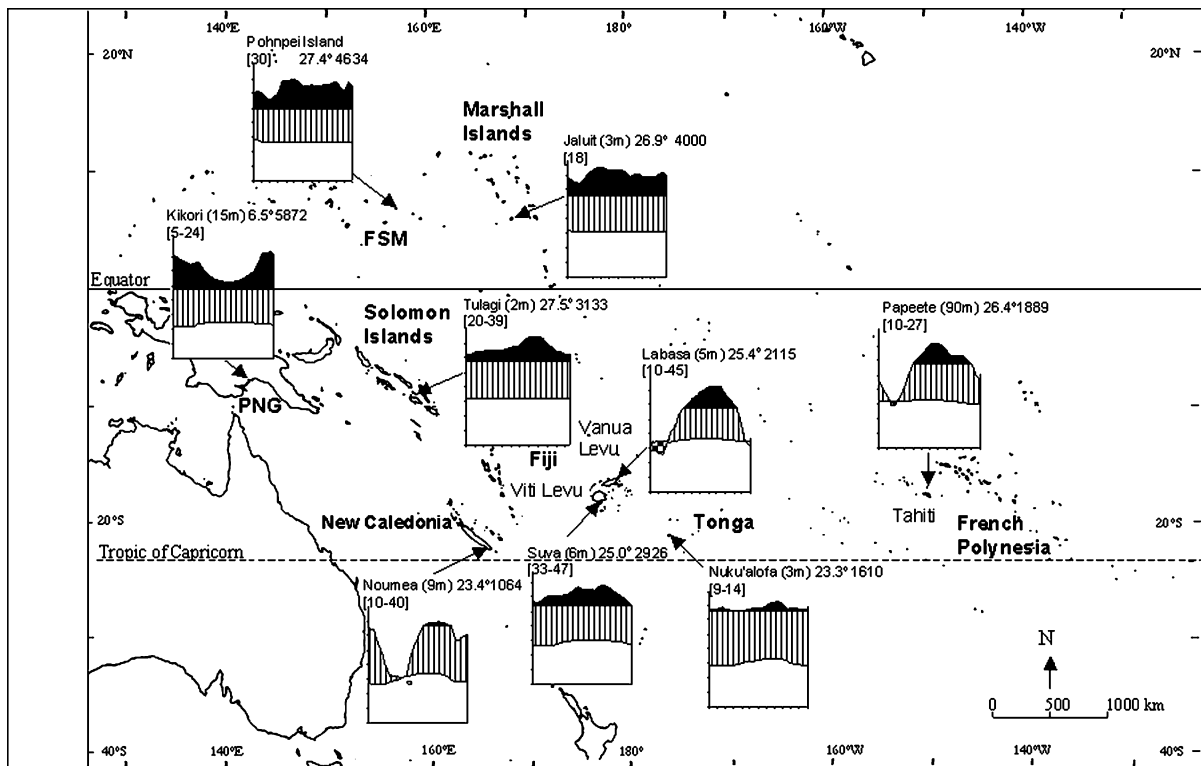 140°E
160°E
180°
160°W
140°W
20°N
20°N
Pohnpei Island
[30] 27.4° 4634
Marshall
Islands
Jaluit (3m) 26.9° 4000
[18]
Kikori (15m) 6.5° 5872
[5-24]
FSM
Equator
Solomon
Islands
Tulagi (2m) 27.5° 3133
[20-39]
Papeete (90m) 26.4° 1889
[10-27]
Labasa (5m) 25.4° 2115
[10-45]
PNG
Vanua
Levu
Fiji
Viti Levu
New Caledonia
Tonga
Tahiti
French
Polynesia
20°S
20°S
Tropic of Capricorn
Noumea (9m) 23.4° 1064
[10-40]
Suva (6m) 25.0° 2926
[33-47]
Nuku'alofa (3m) 23.3° 1610
[9-14]
N
0 500 1000 km
40°S
140°E
160°E
180°
160°W
140°W
40°S